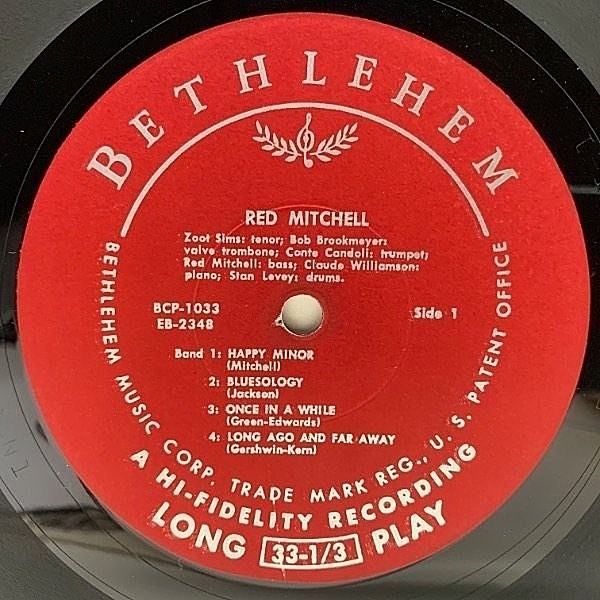 BETHLEHEM
RED MITCHELL
Zoot Sims: tenor; Bob Brookmeyer:
valve trombone; Conte Candoli: trumpet;
Red Mitchell: bass; Claude Williamson:
piano; Stan Levey: drums.
BCP-1033
EB-2348
Side 1
Band 1: HAPPY MINOR
(Mitchell)
2: BLUESOLOGY
(Jackson)
3: ONCE IN A WHILE
(Green-Edwards)
4: LONG AGO AND FAR AWAY
(Gershwin-Kern)
BETHLEHEM MUSIC CORP. TRADE MARK REG., U. S. PATENT OFFICE
A HI-FIDELITY RECORDING
LONG 33-1/3 PLAY